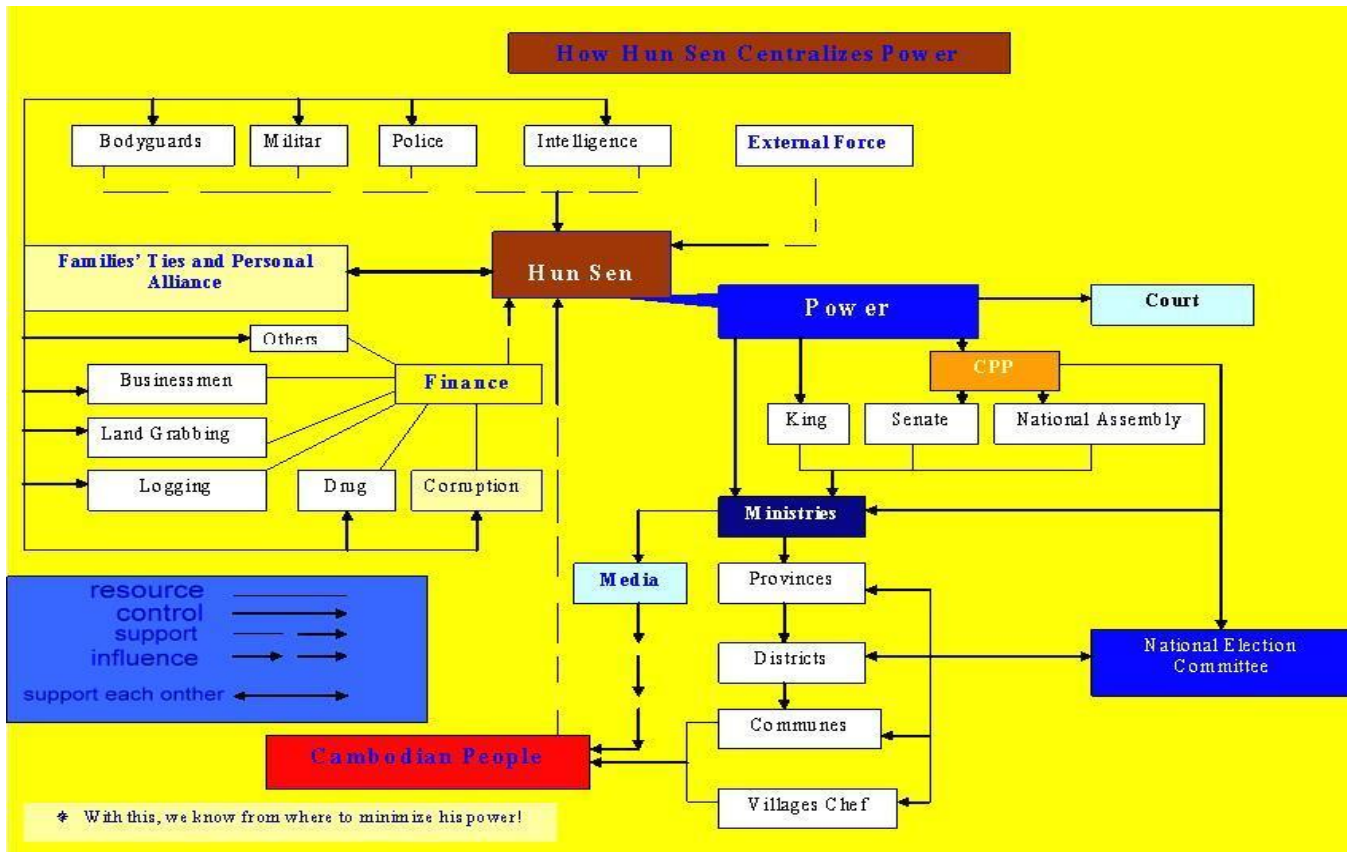 How Hun Sen Centralizes Power
Bodyguards
Militar
Police
Intelligence
External Force
Families' Ties and Personal
Alliance
Hun Sen
Power
Court
Others
CPP
Businessmen
Finance
King
Senate
National Assembly
Land Grabbing
Logging
Drug
Corruption
Ministries
Media
Provinces
resource
control
support
influence
support each onther
Districts
National Election
Committee
Communes
Cambodian People
Villages Chef
* With this, we know from where to minimize his power!